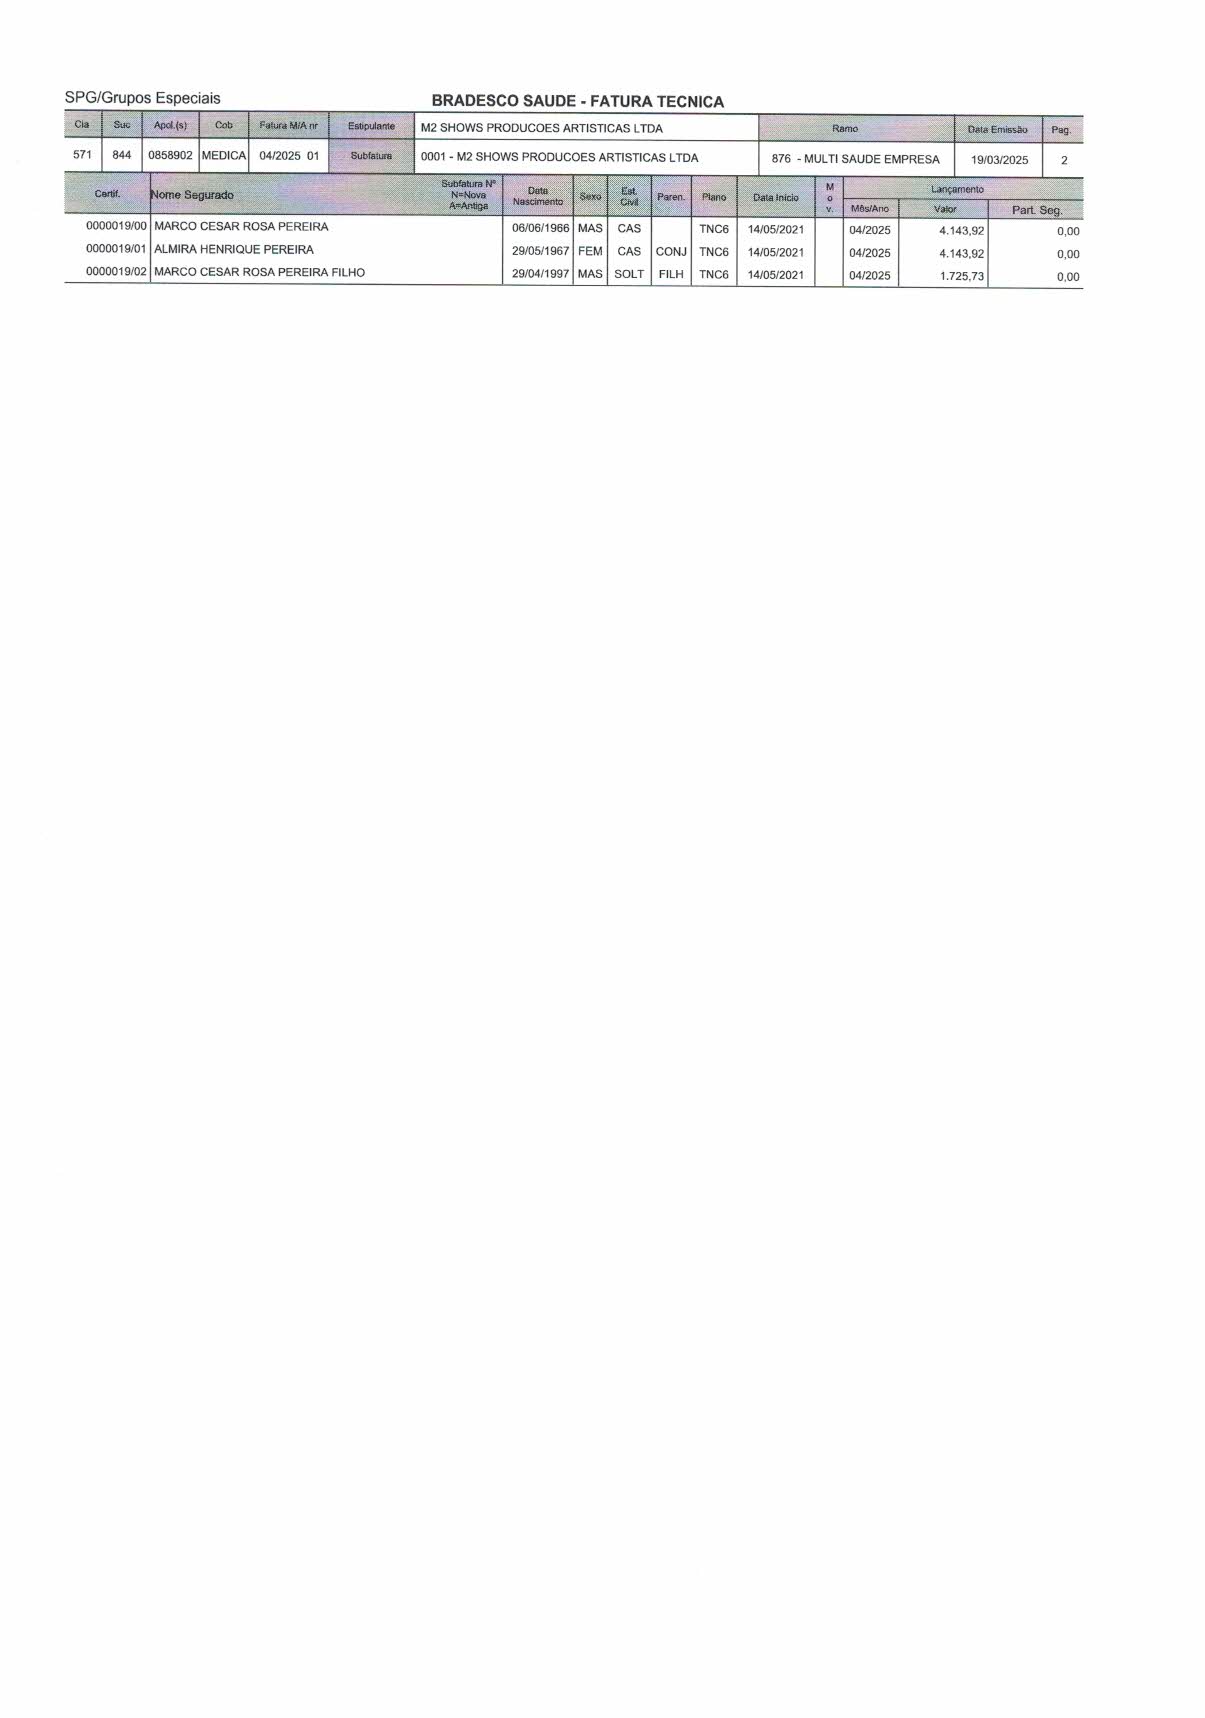 SPG/Grupos Especiais
BRADESCO SAUDE - FATURA TECNICA
Cia Suc Apol.(s) Cob Fatura M/A nr Estipulante M2 SHOWS PRODUCOES ARTISTICAS LTDA Ramo Data Emissão Pag.
571 844 0858902 MEDICA 04/2025 01 Subfatura 0001 - M2 SHOWS PRODUCOES ARTISTICAS LTDA 876 - MULTI SAUDE EMPRESA 19/03/2025 2
Certif. Nome Segurado Subfatura Nº N=Nova A=Antiga Data Nascimento Sexo Est. Civil Paren. Plano Data Início M o v. Lançamento
Mês/Ano Valor Part. Seg.
0000019/00 MARCO CESAR ROSA PEREIRA 06/06/1966 MAS CAS TNC6 14/05/2021 04/2025 4.143,92 0,00
0000019/01 ALMIRA HENRIQUE PEREIRA 29/05/1967 FEM CAS CONJ TNC6 14/05/2021 04/2025 4.143,92 0,00
0000019/02 MARCO CESAR ROSA PEREIRA FILHO 29/04/1997 MAS SOLT FILH TNC6 14/05/2021 04/2025 1.725,73 0,00